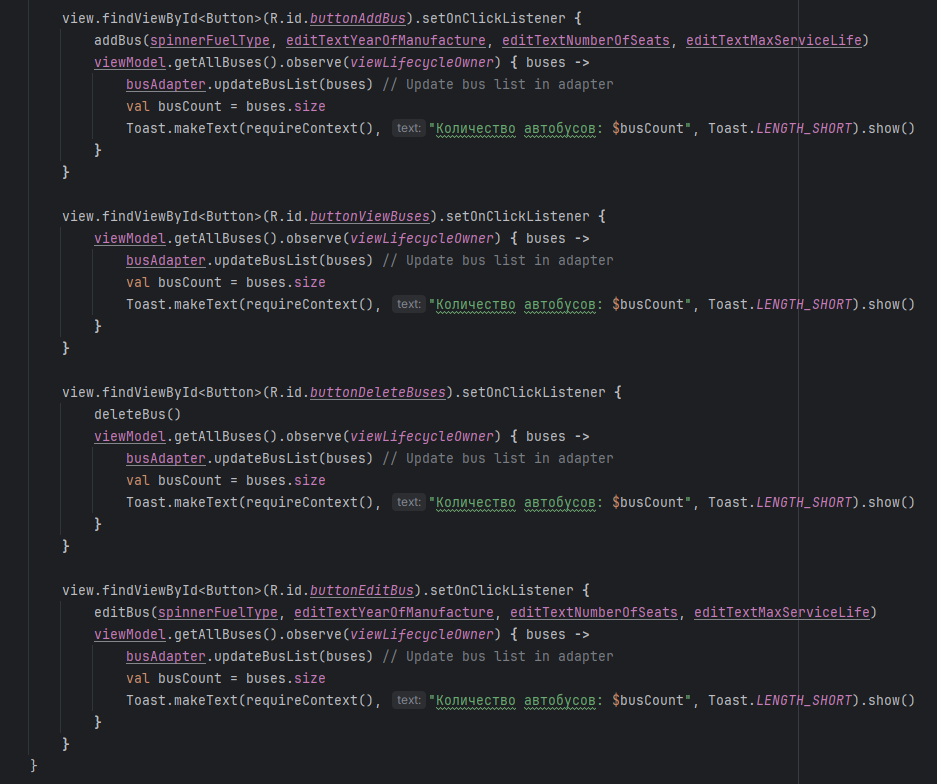 view.findViewById<Button>(R.id.buttonAddBus).setOnClickListener {
addBus(spinnerFuelType, editTextYearOfManufacture, editTextNumberOfSeats, editTextMaxServiceLife)
viewModel.getAllBuses().observe(viewLifecycleOwner) { buses ->
busAdapter.updateBusList(buses) // Update bus list in adapter
val busCount = buses.size
Toast.makeText(requireContext(), text: "Количество автобусов: $busCount", Toast.LENGTH_SHORT).show()
}
}
view.findViewById<Button>(R.id.buttonViewBuses).setOnClickListener {
viewModel.getAllBuses().observe(viewLifecycleOwner) { buses ->
busAdapter.updateBusList(buses) // Update bus list in adapter
val busCount = buses.size
Toast.makeText(requireContext(), text: "Количество автобусов: $busCount", Toast.LENGTH_SHORT).show()
}
}
view.findViewById<Button>(R.id.buttonDeleteBuses).setOnClickListener {
deleteBus()
viewModel.getAllBuses().observe(viewLifecycleOwner) { buses ->
busAdapter.updateBusList(buses) // Update bus list in adapter
val busCount = buses.size
Toast.makeText(requireContext(), text: "Количество автобусов: $busCount", Toast.LENGTH_SHORT).show()
}
}
view.findViewById<Button>(R.id.buttonEditBus).setOnClickListener {
editBus(spinnerFuelType, editTextYearOfManufacture, editTextNumberOfSeats, editTextMaxServiceLife)
viewModel.getAllBuses().observe(viewLifecycleOwner) { buses ->
busAdapter.updateBusList(buses) // Update bus list in adapter
val busCount = buses.size
Toast.makeText(requireContext(), text: "Количество автобусов: $busCount", Toast.LENGTH_SHORT).show()
}
}
}